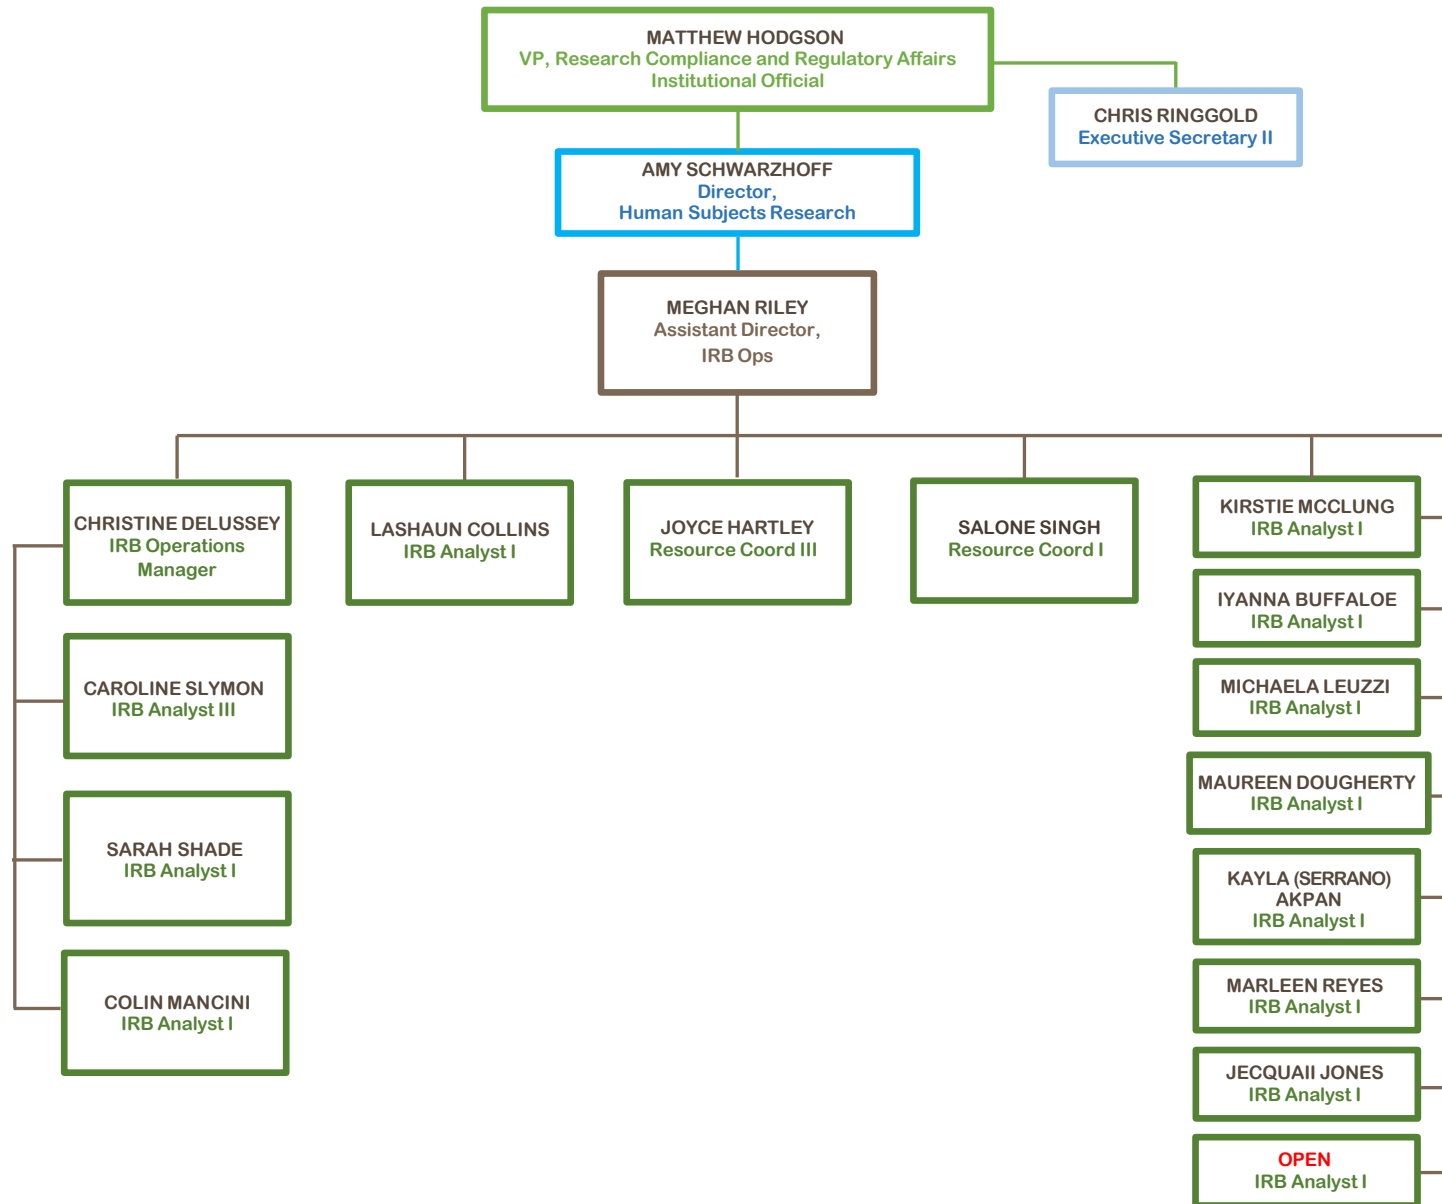 MATTHEW HODGSON
VP, Research Compliance and Regulatory Affairs
Institutional Official
CHRIS RINGGOLD
Executive Secretary II
AMY SCHWARZHOFF
Director,
Human Subjects Research
MEGHAN RILEY
Assistant Director,
IRB Ops
CHRISTINE DELUSSEY
IRB Operations
Manager
LASHAUN COLLINS
IRB Analyst I
JOYCE HARTLEY
Resource Coord III
SALONE SINGH
Resource Coord I
KIRSTIE MCCLUNG
IRB Analyst I
IYANNA BUFFALOE
IRB Analyst I
CAROLINE SLYMON
IRB Analyst III
MICHAELA LEUZZI
IRB Analyst I
MAUREEN DOUGHERTY
IRB Analyst I
SARAH SHADE
IRB Analyst I
KAYLA (SERRANO)
AKPAN
IRB Analyst I
COLIN MANCINI
IRB Analyst I
MARLEEN REYES
IRB Analyst I
JECQUAII JONES
IRB Analyst I
OPEN
IRB Analyst I